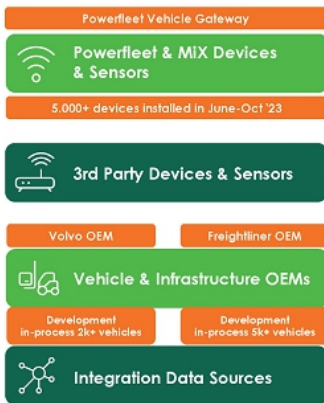 Powerfleet Vehicle Gateway
Powerfleet & MiX Devices
& Sensors
5.000+ devices installed in June-Oct '23
3rd Party Devices & Sensors
Volvo OEM
Freightliner OEM
Vehicle & Infrastructure OEMs
Development
in-process 2k+ vehicles
Development
in-process 5k+ vehicles
Integration Data Sources